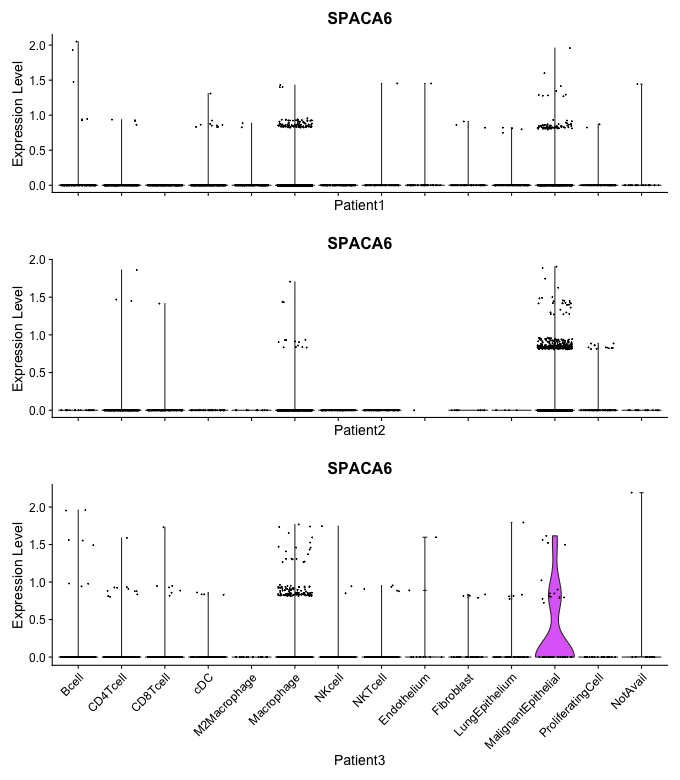 SPACA6
Expression Level
2.0
1.5
1.0
0.5
0.0
Patient1
SPACA6
Expression Level
2.0
1.5
1.0
0.5
0.0
Patient2
SPACA6
Expression Level
2.0
1.5
1.0
0.5
0.0
Bcell
CD4Tcell
CD8Tcell
cDC
M2Macrophage
Macrophage
NKcell
NKTcell
Endothelium
Fibroblast
LungEpithelium
MalignantEpithelial
ProliferatingCell
NotAvail
Patient3